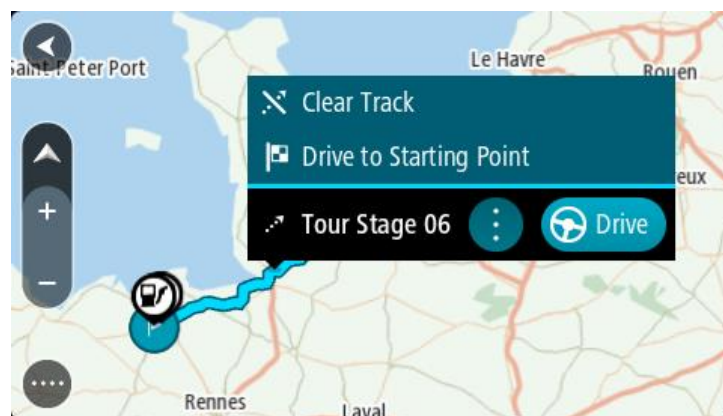 Saint Peter Port
Le Havre
Rouen
Clear Track
Drive to Starting Point
eux
Tour Stage 06
Drive
+
−
Rennes
Laval